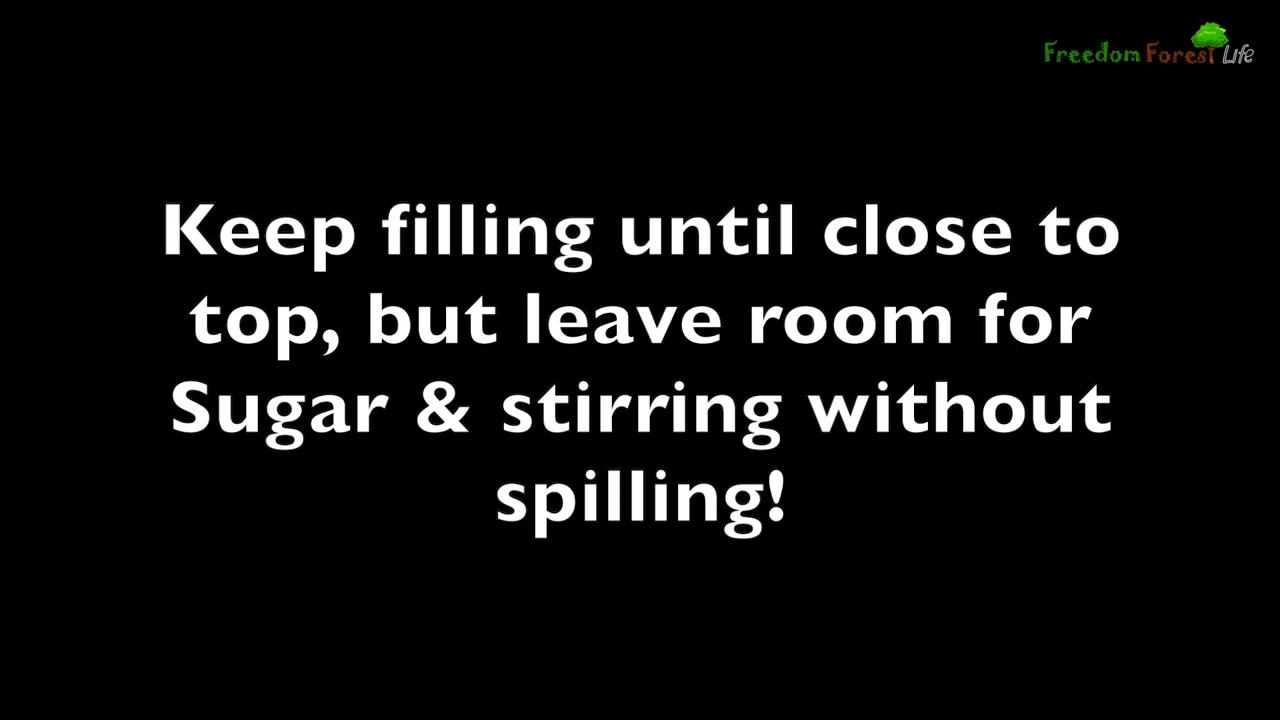 Freedom Forest Life
Keep filling until close to
top, but leave room for
Sugar & stirring without
spilling!